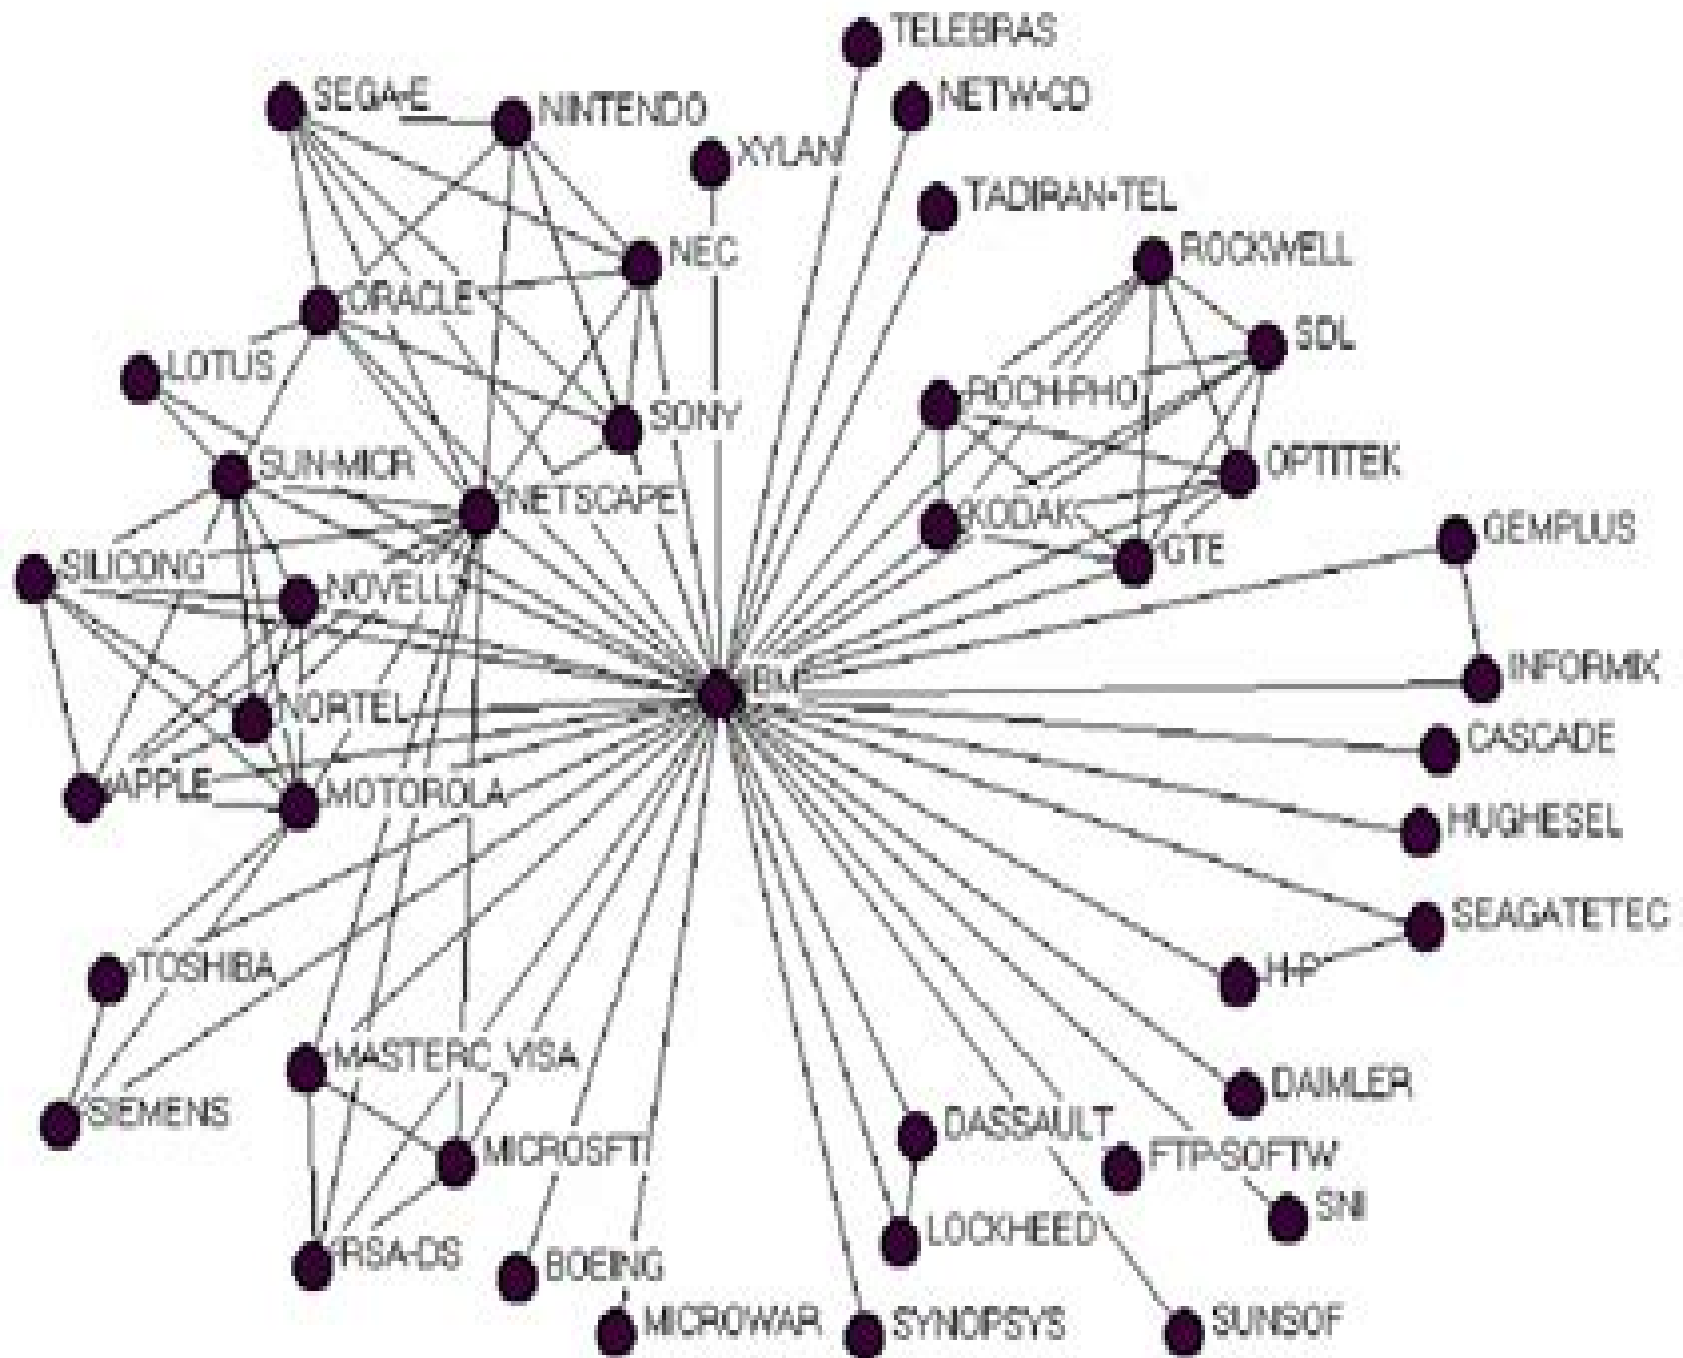 TELEBRAS
SEGA-E
NINTENDO
NETW-CD
XYLAN
TADIRAN-TEL
NEC
ROCKWELL
ORACLE
SDL
LOTUS
ROCH-PHO
SONY
SUN-MICR
OPTITEK
NETSCAPE
KODAK
GEMPLUS
SILICONG
NOVELL
GTE
IBM
INFORMIX
NORTEL
CASCADE
APPLE
MOTOROLA
HUGHESEL
SEAGATETEC
TOSHIBA
H-P
MASTERC VISA
DAIMLER
SIEMENS
DASSAULT
MICROSFT
FTP-SOFTW
SNI
LOCKHEED
RSA-DS
BOEING
MICROWAR
SYNOPSYS
SUNSOF